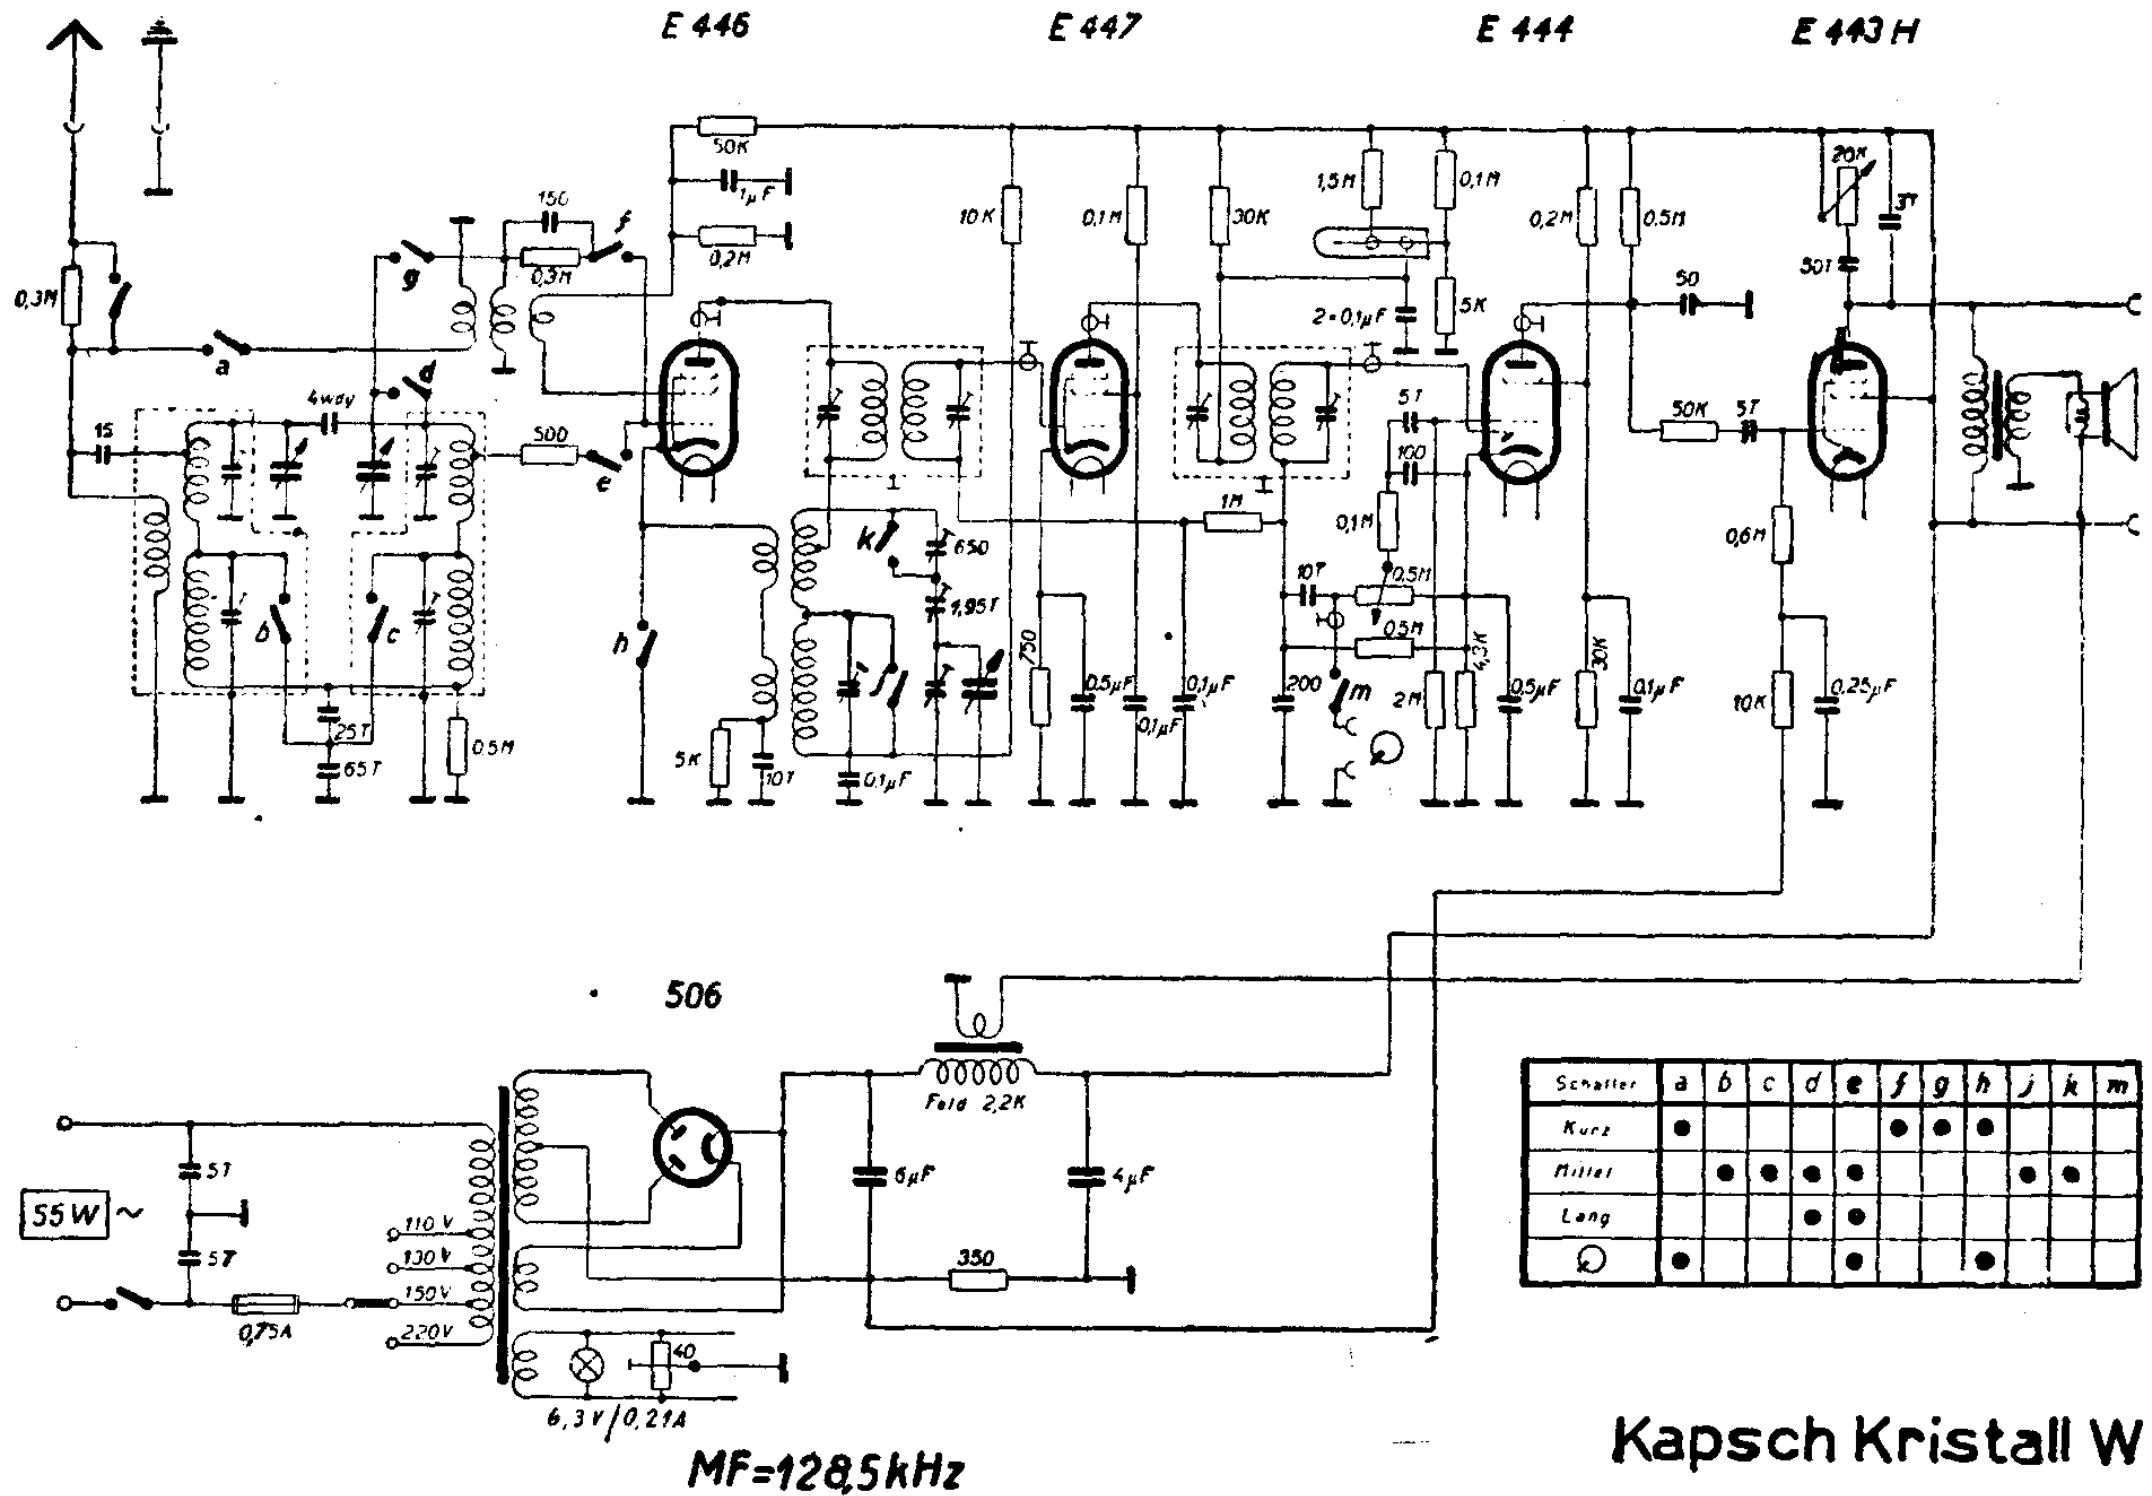 E 446 E 447 E 444 E 443 H
50K
20K
1µF
1,5M 0,1M
150 f
10K 0,1M 30K 0,2M 0,5M 3T
g 0,2M
0,3M
50T
0,3M
50
2=0,1µF 5K
a
d
4wdy
5T 50K 5T
15 500
100
e
1M
0,1M 0,6M
k 650
10T 0,5M
1,95T
b c h 750 0,5M 4,3K 30K
j 0,5µF 0,1µF 200 m 2M 0,5µF 0,1µF 10K 0,25µF
25T 0,1µF
0,5M 5K
65T 10T 0,1µF
506
Feld 2,2K
Schalter a b c d e f g h j k m
Kurz
Mittel
Lang
5T
6µF 4µF
55W ~
110 V
5T 130 V 350
150V
0,75A
220V
40
6,3V/0,21A
MF=128,5kHz
Kapsch Kristall W